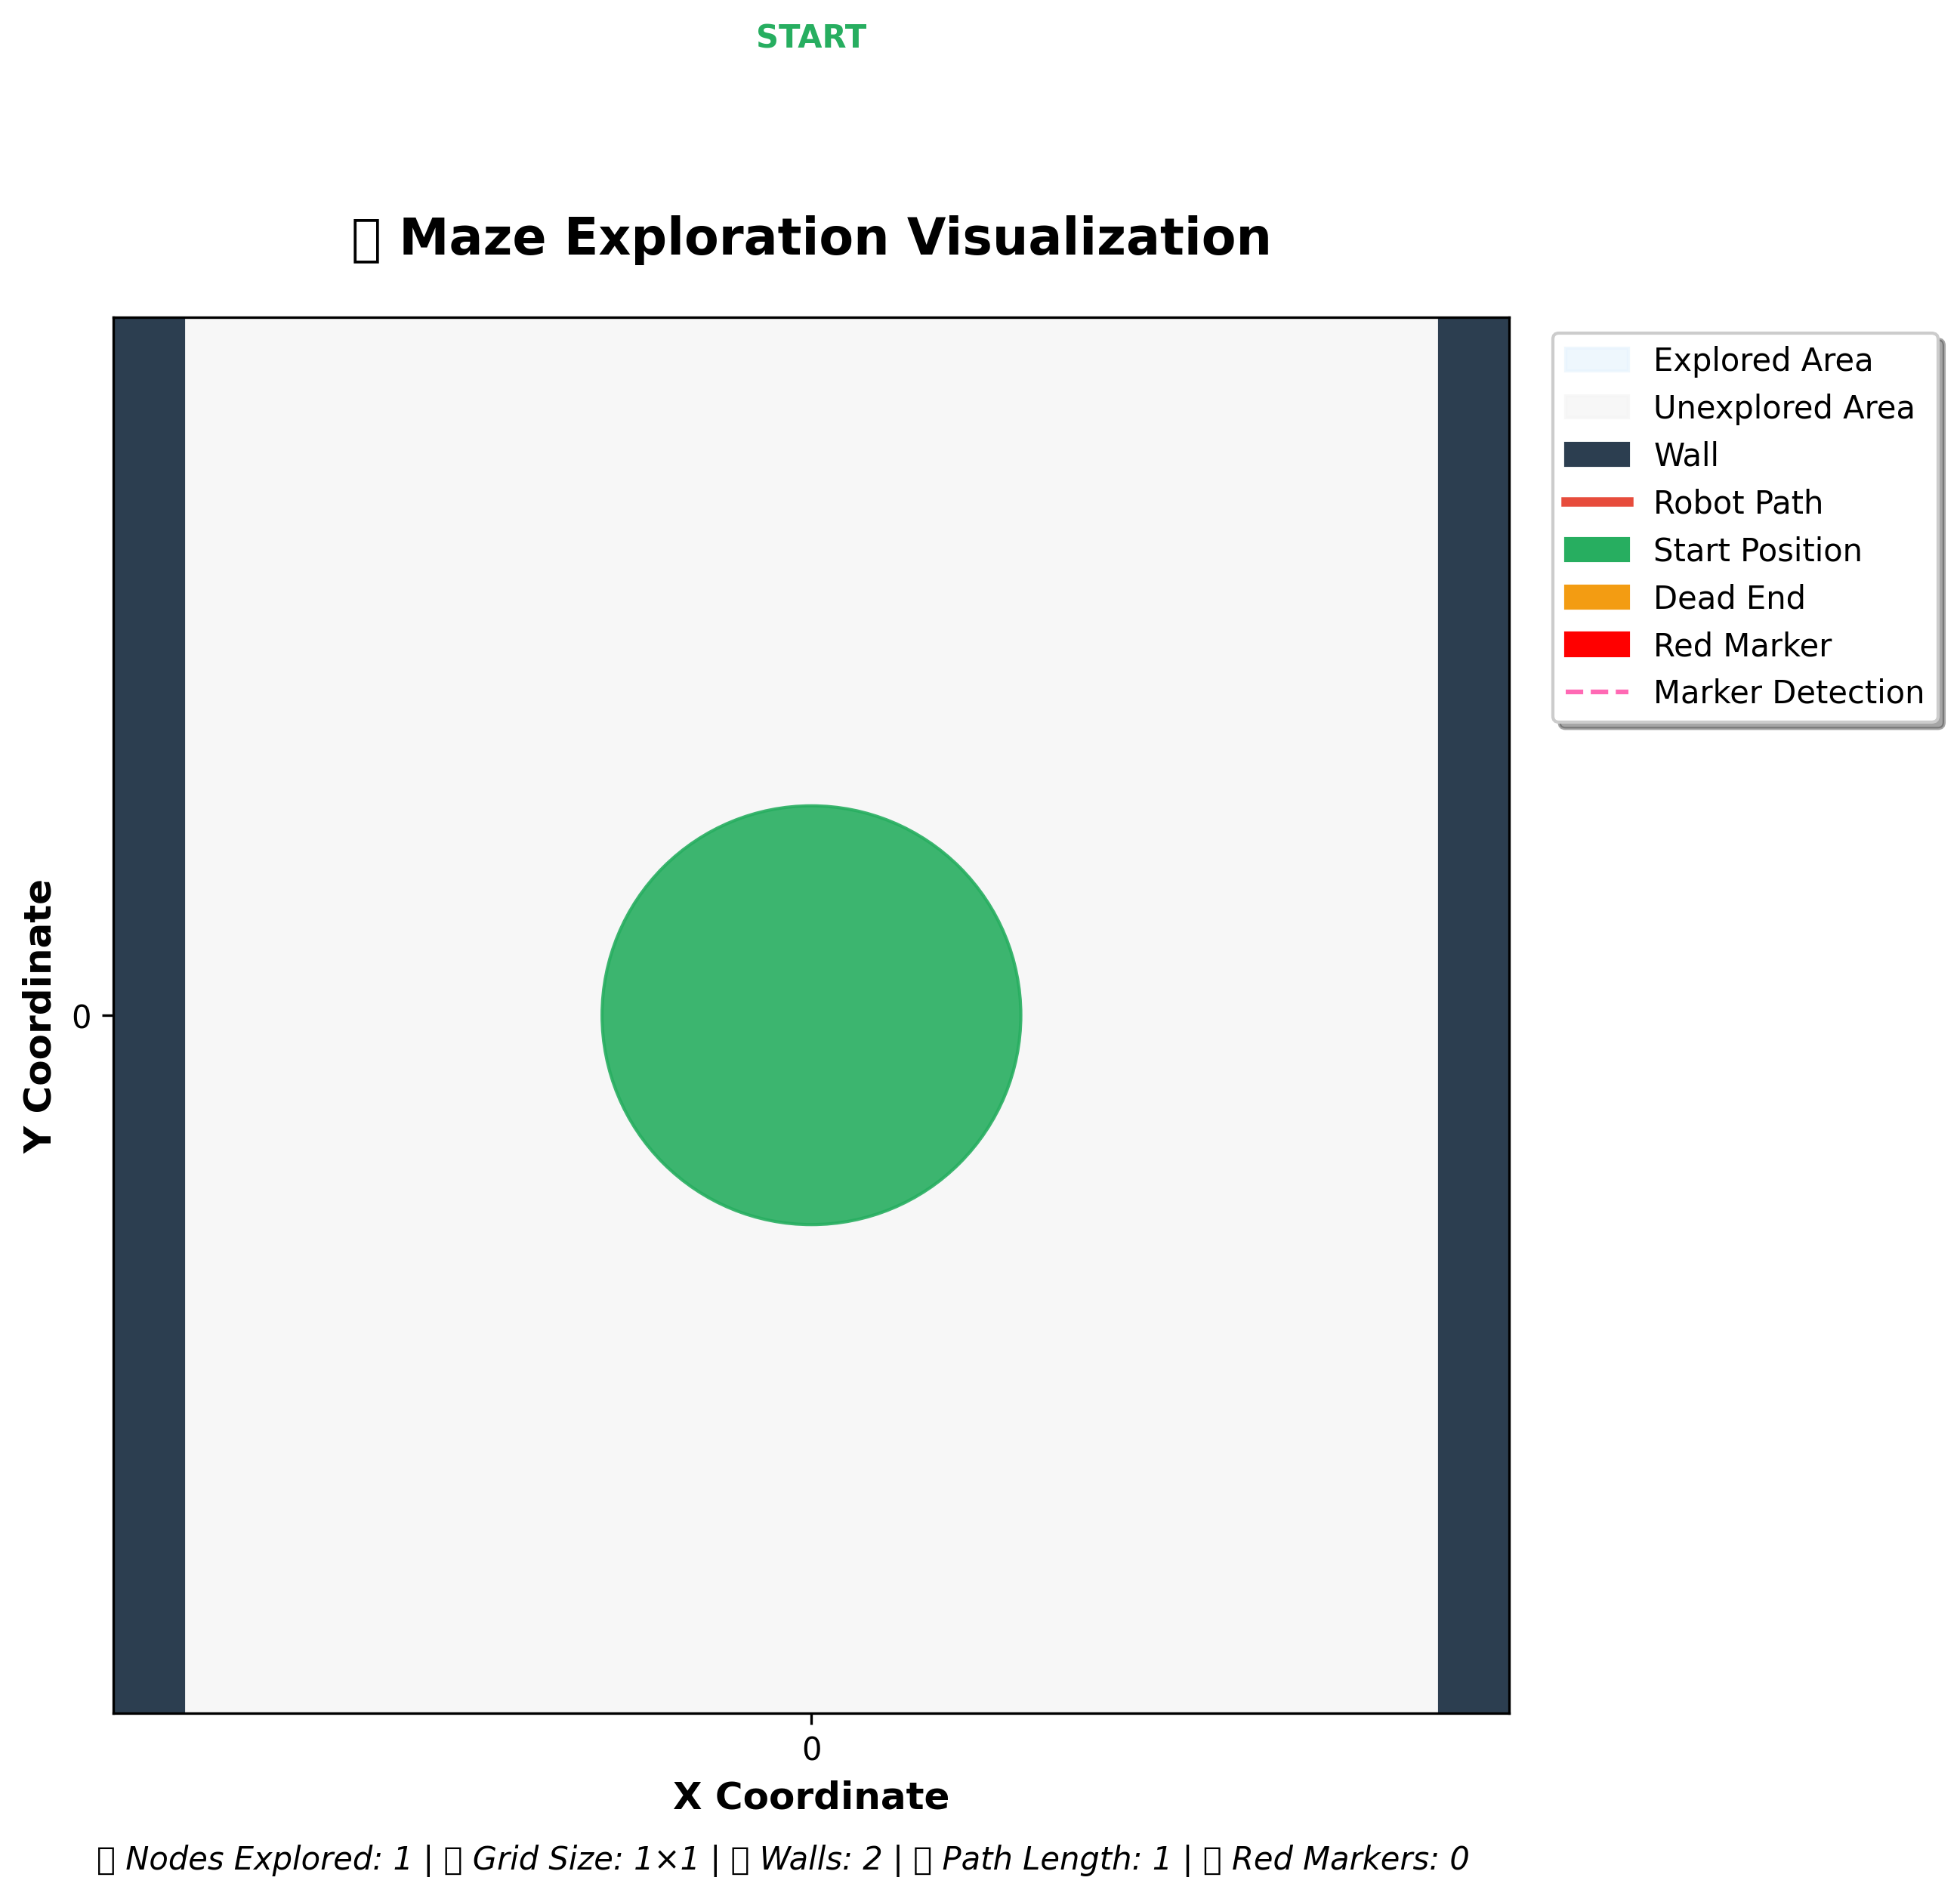 START
Maze Exploration Visualization
Explored Area
Unexplored Area
Wall
Robot Path
Start Position
Dead End
Red Marker
Marker Detection
Y Coordinate
0
0
X Coordinate
Nodes Explored: 1 | Grid Size: 1×1 | Walls: 2 | Path Length: 1 | Red Markers: 0